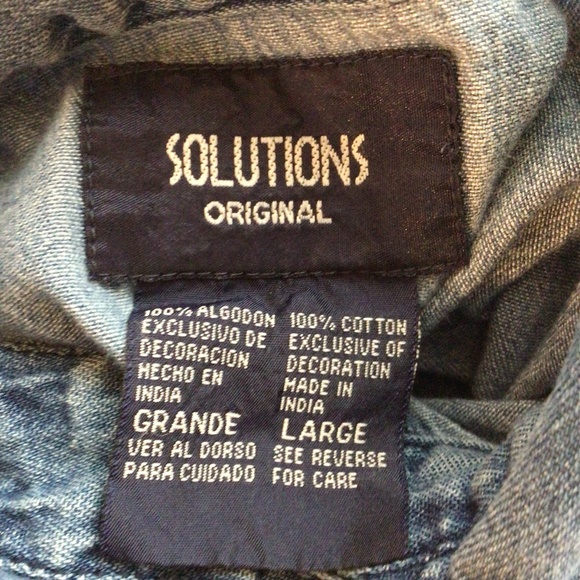 SOLUTIONS
ORIGINAL
100% ALGODON
EXCLUSIVO DE
DECORACION
HECHO EN
INDIA
GRANDE
VER AL DORSO
PARA CUIDADO
100% COTTON
EXCLUSIVE OF
DECORATION
MADE IN
INDIA
LARGE
SEE REVERSE
FOR CARE